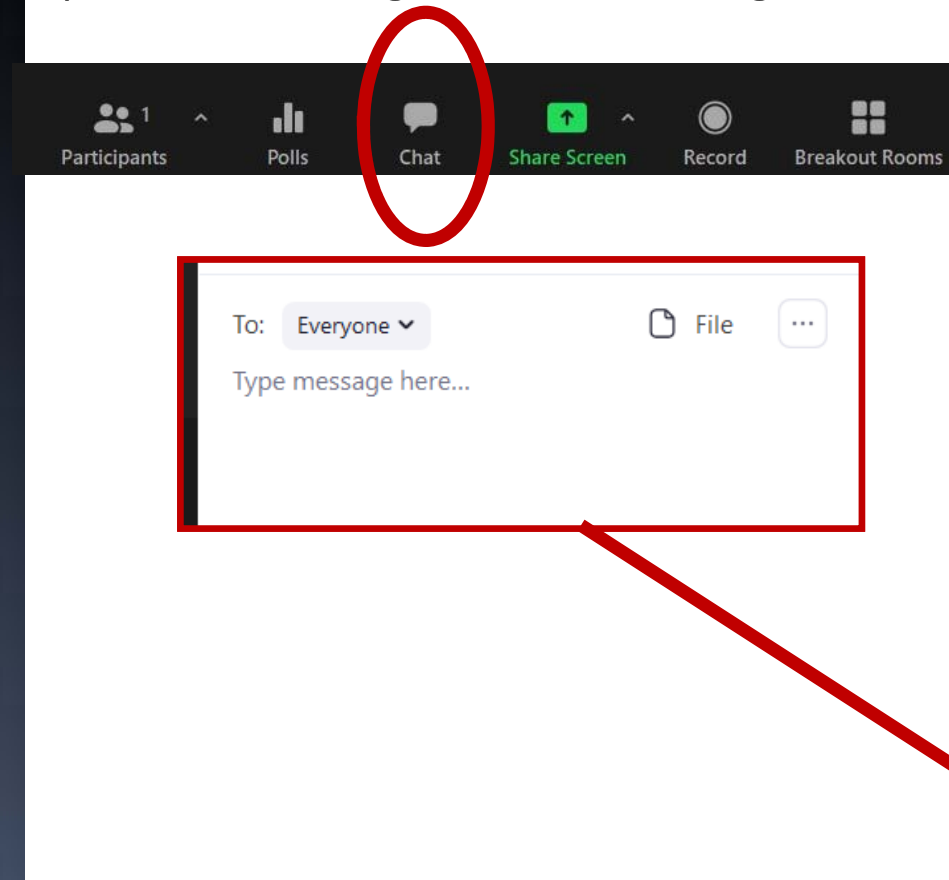 1
Participants Polls Chat Share Screen Record Breakout Rooms
To: Everyone File ...
Type message here...